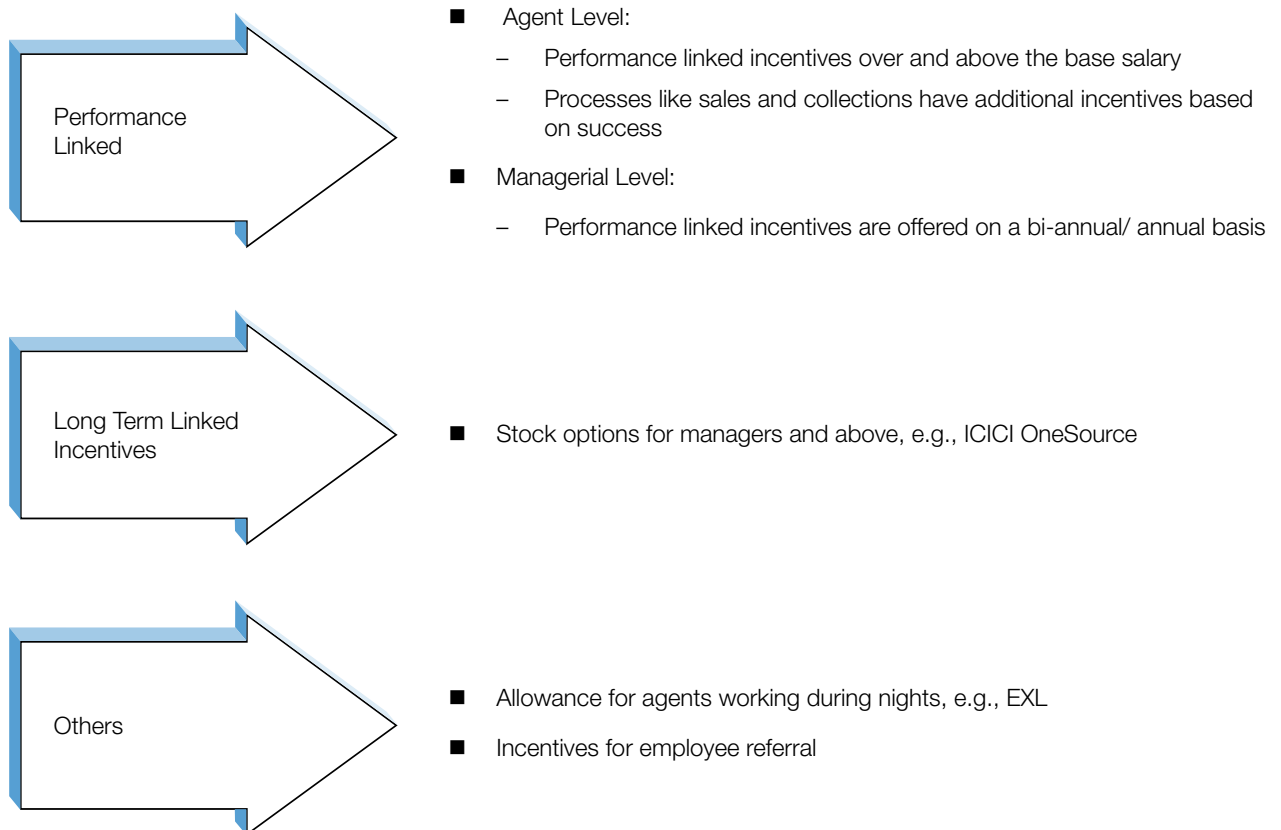 Performance
Linked
■ Agent Level:
– Performance linked incentives over and above the base salary
– Processes like sales and collections have additional incentives based
on success
■ Managerial Level:
– Performance linked incentives are offered on a bi-annual/ annual basis
Long Term Linked
Incentives
■ Stock options for managers and above, e.g., ICICI OneSource
Others
■ Allowance for agents working during nights, e.g., EXL
■ Incentives for employee referral